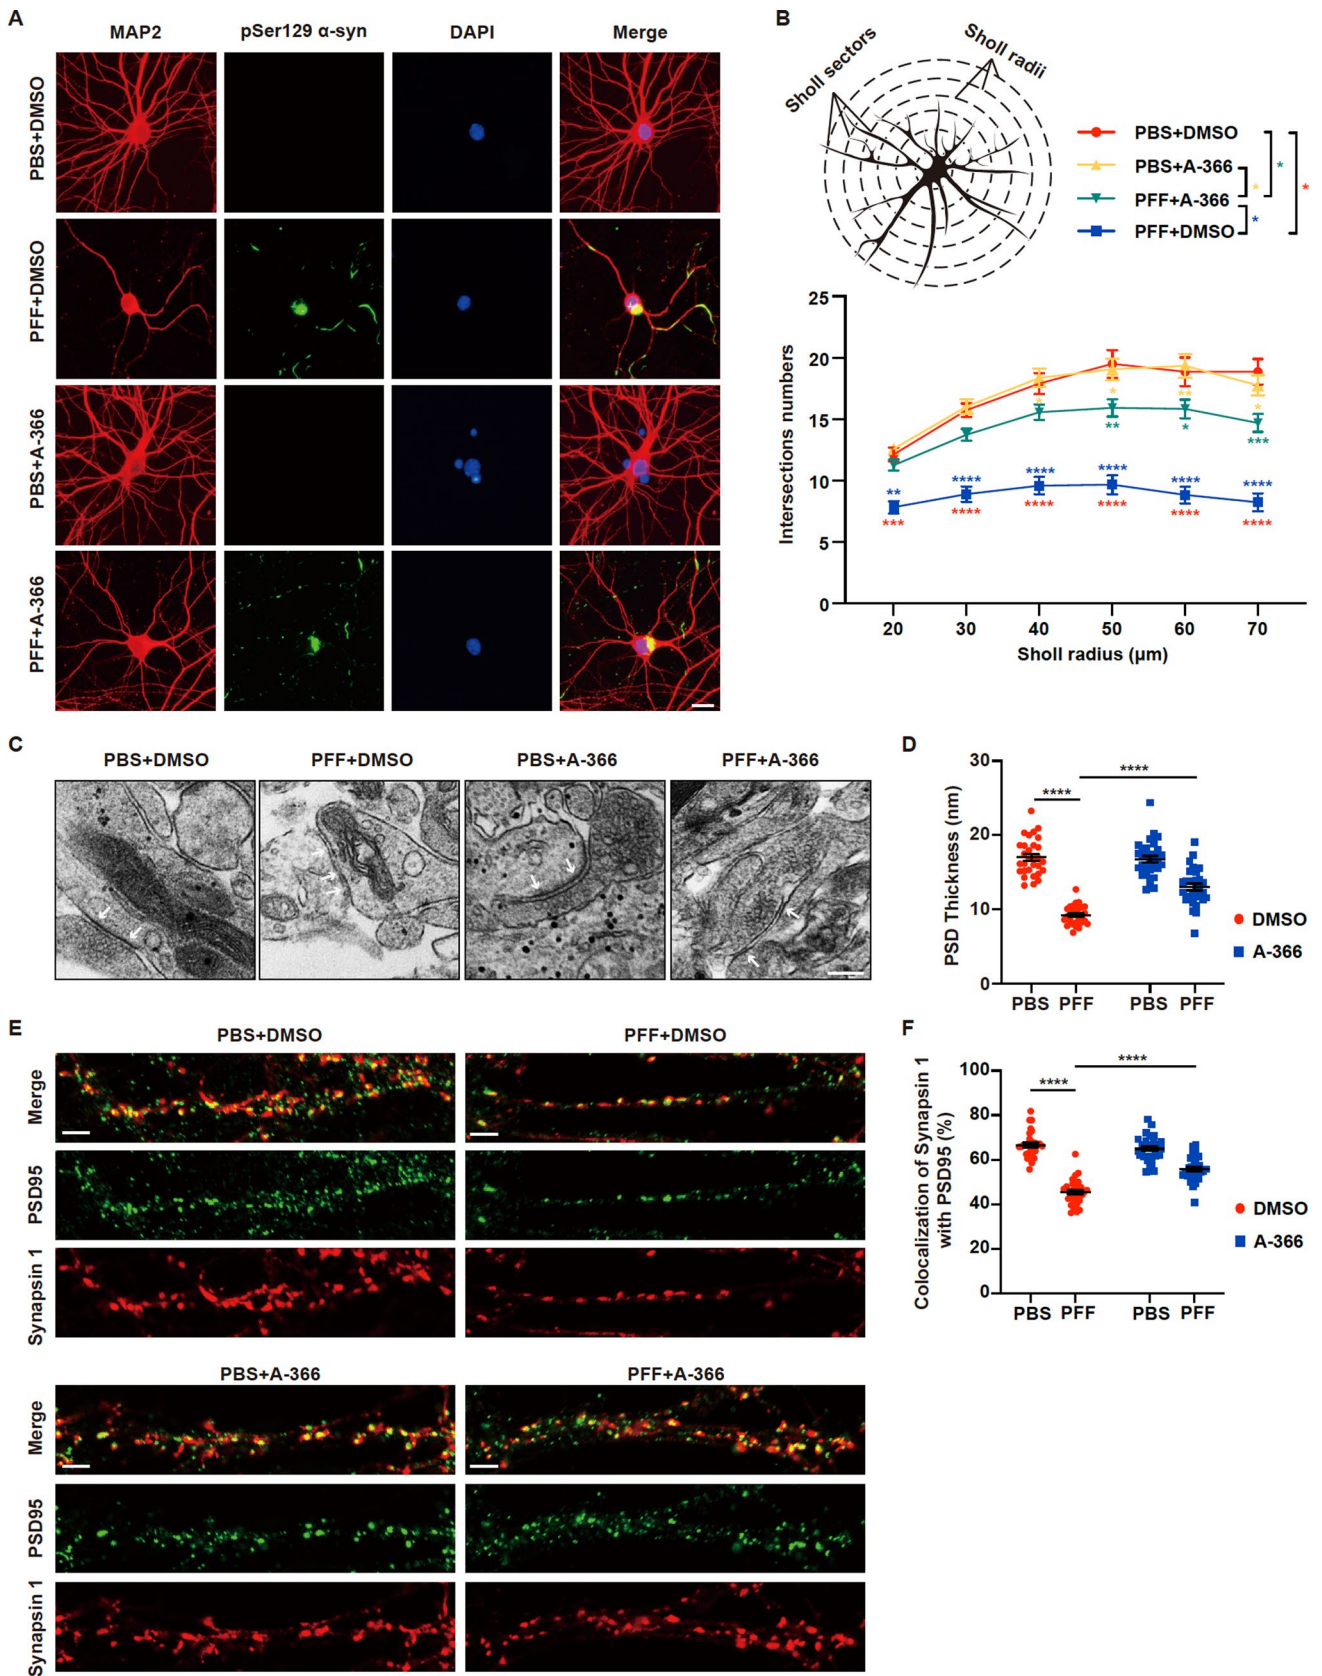 A
MAP2
pSer129 α-syn
DAPI
Merge
PBS+DMSO
PFF+DMSO
PBS+A-366
PFF+A-366
B
Sholl sectors
Sholl radii
PBS+DMSO
PBS+A-366
PFF+A-366
PFF+DMSO
*
*
*
*
Intersections numbers
25
20
15
10
5
0
*
*
**
*
**
*
***
**
****
****
****
****
****
***
****
****
****
****
****
20
30
40
50
60
70
Sholl radius (μm)
C
PBS+DMSO
PFF+DMSO
PBS+A-366
PFF+A-366
D
PSD Thickness (nm)
30
20
10
0
****
****
PBS
PFF
PBS
PFF
DMSO
A-366
E
PBS+DMSO
PFF+DMSO
Merge
PSD95
Synapsin 1
PBS+A-366
PFF+A-366
Merge
PSD95
Synapsin 1
F
Colocalization of Synapsin 1
with PSD95 (%)
100
80
60
40
20
0
****
****
PBS
PFF
PBS
PFF
DMSO
A-366